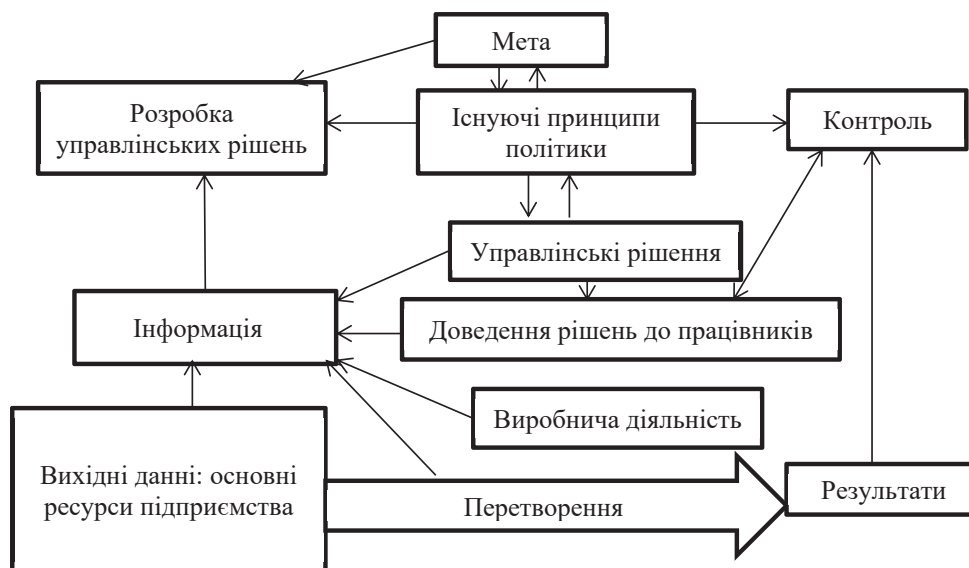 Мета
Розробка
управлінських рішень
Існуючі принципи
політики
Контроль
Управлінські рішення
Інформація
Доведення рішень до працівників
Виробнича діяльність
Вихідні данні: основні
ресурси підприємства
Перетворення
Результати